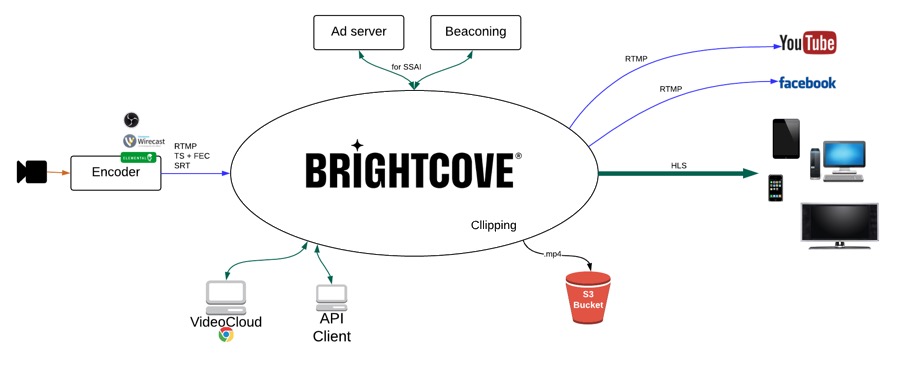 Ad server
Beaconing
for SSAI
RTMP
YouTube
RTMP
facebook
Wirecast
ELEMENTAL
Encoder
RTMP
TS + FEC
SRT
BRIGHTCOVE®
HLS
Cllipping
.mp4
S3
Bucket
VideoCloud
API
Client